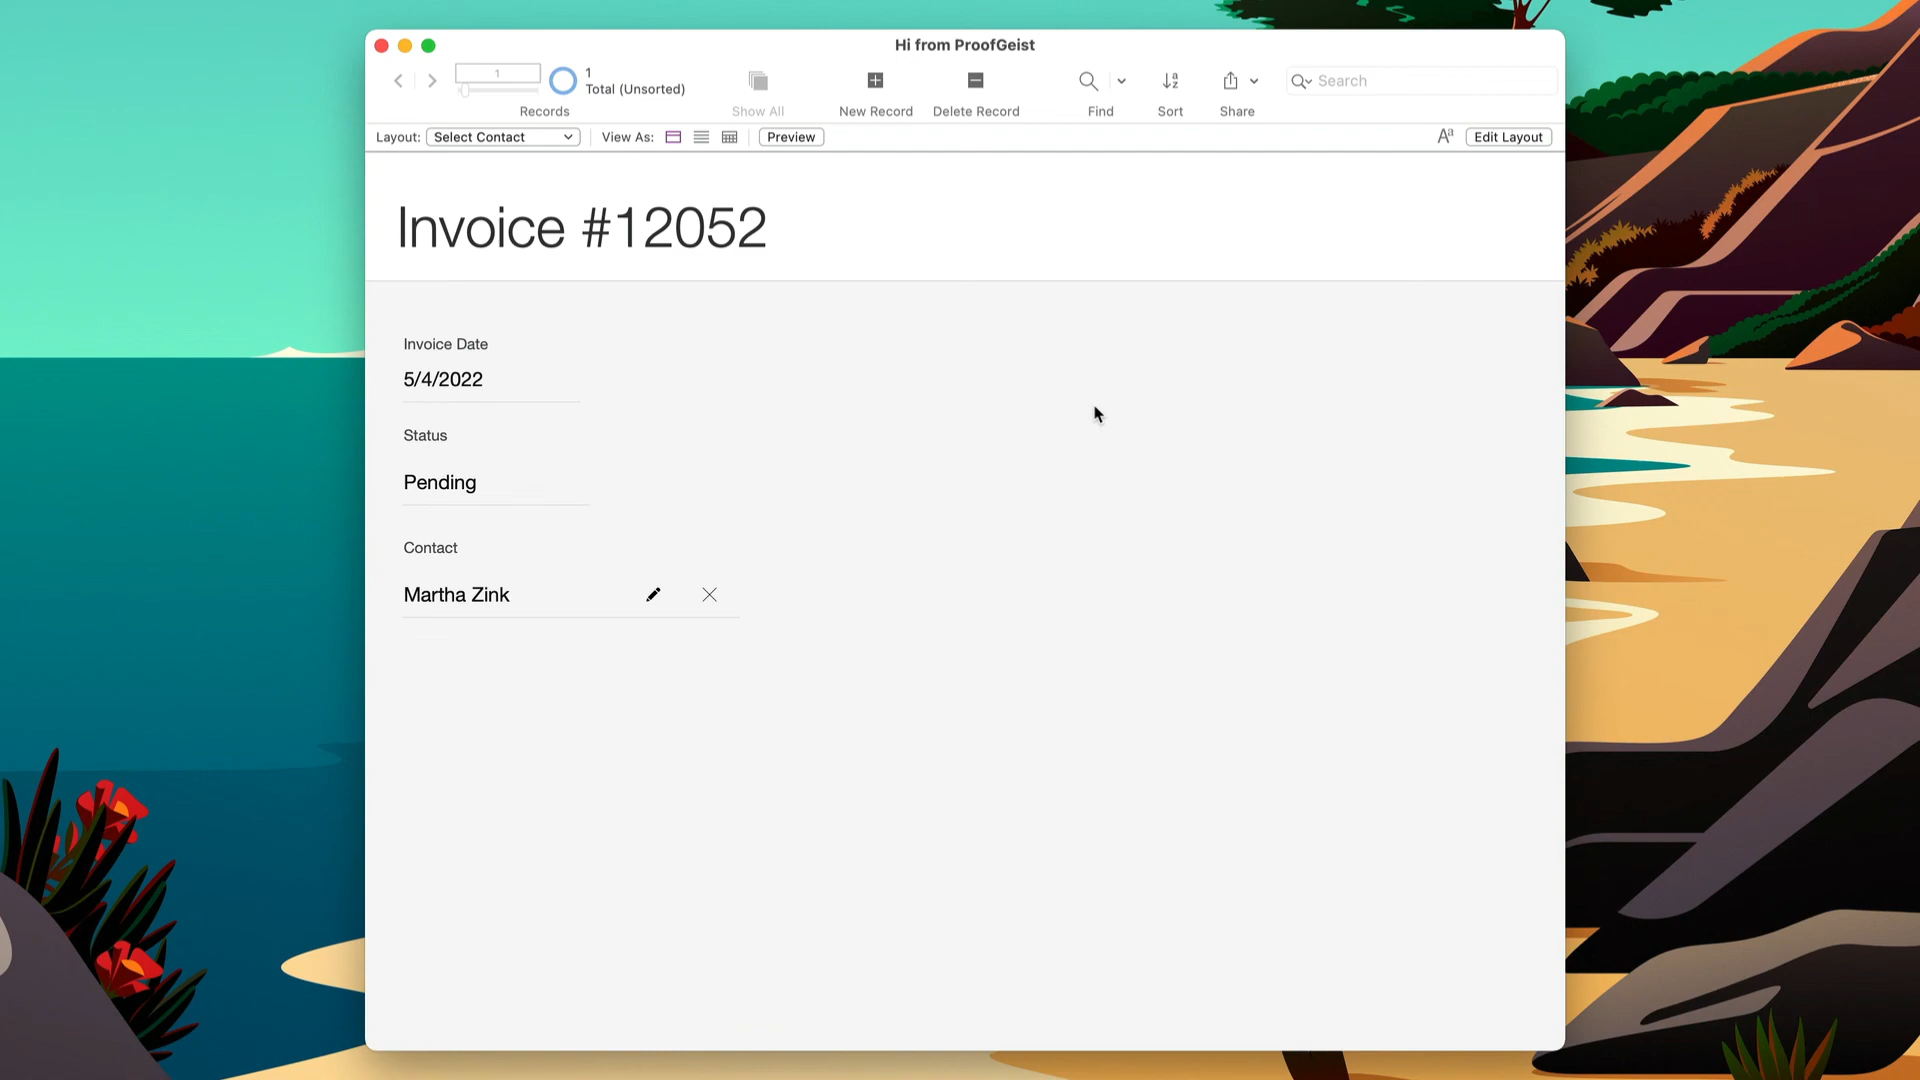 Hi from ProofGeist
1
1
Total (Unsorted)
Records
Show All
New Record
Delete Record
Find
Sort
Share
Search
Layout:
Select Contact
View As:
Preview
Aa
Edit Layout
Invoice #12052
Invoice Date
5/4/2022
Status
Pending
Contact
Martha Zink